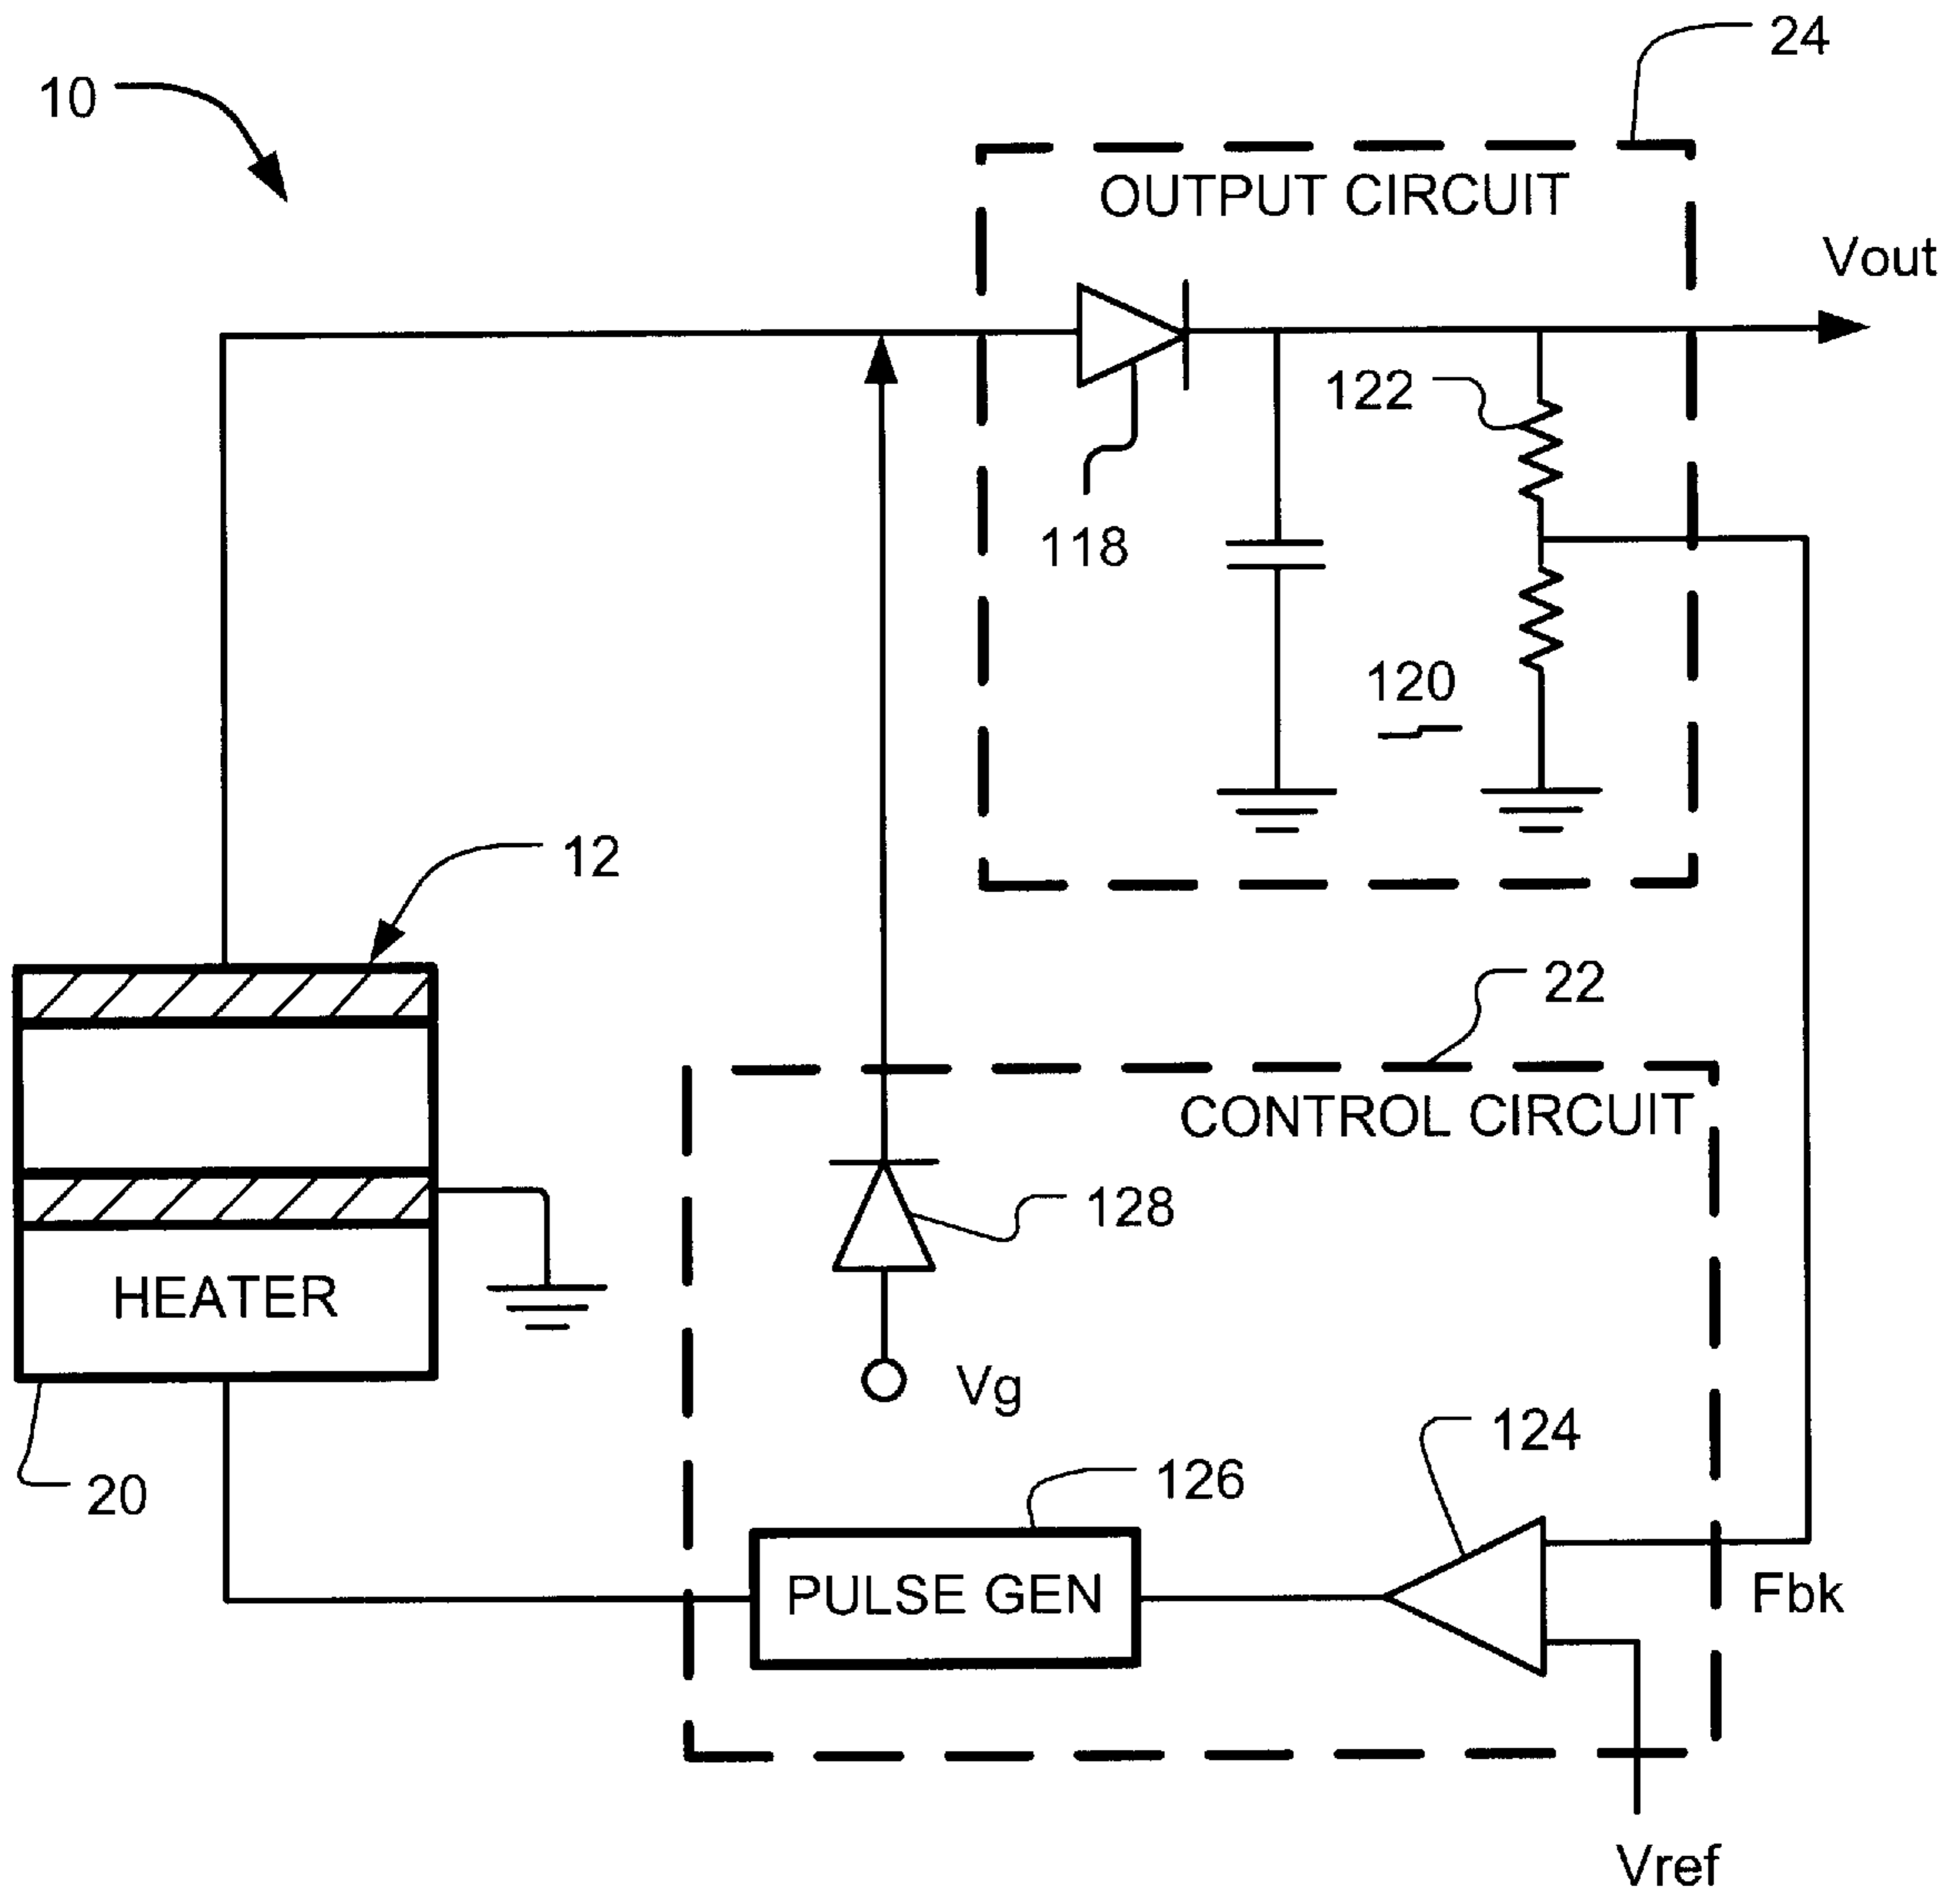 24
10
OUTPUT CIRCUIT
Vout
122
118
120
12
22
CONTROL CIRCUIT
128
HEATER
Vg
124
20
126
PULSE GEN
Fbk
Vref